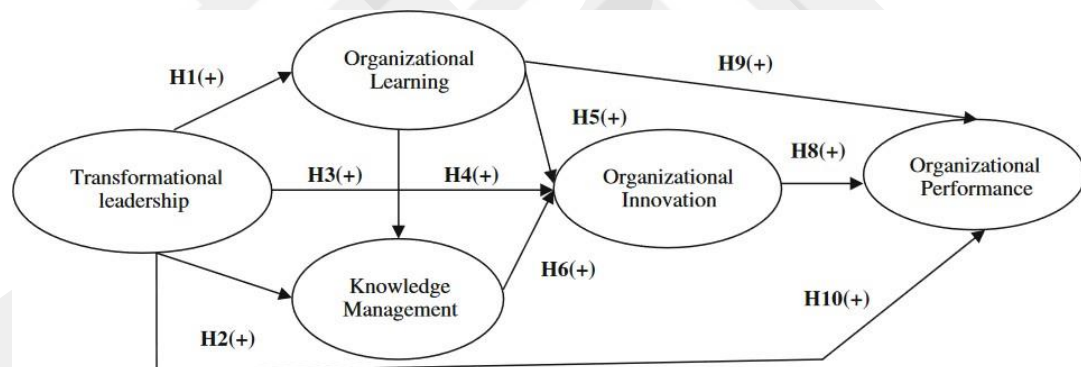 Organizational
Learning
H1(+)
H9(+)
H5(+)
Transformational
leadership
H3(+)
H4(+)
Organizational
Innovation
H8(+)
Organizational
Performance
Knowledge
Management
H6(+)
H2(+)
H10(+)